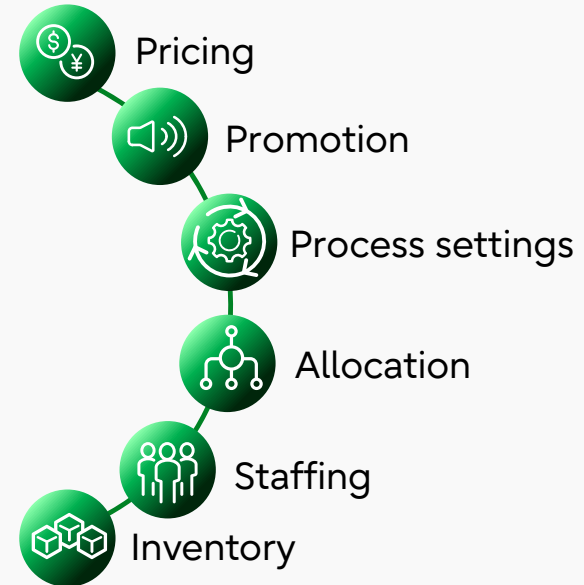 $
¥
Pricing
Promotion
Process settings
Allocation
Staffing
Inventory